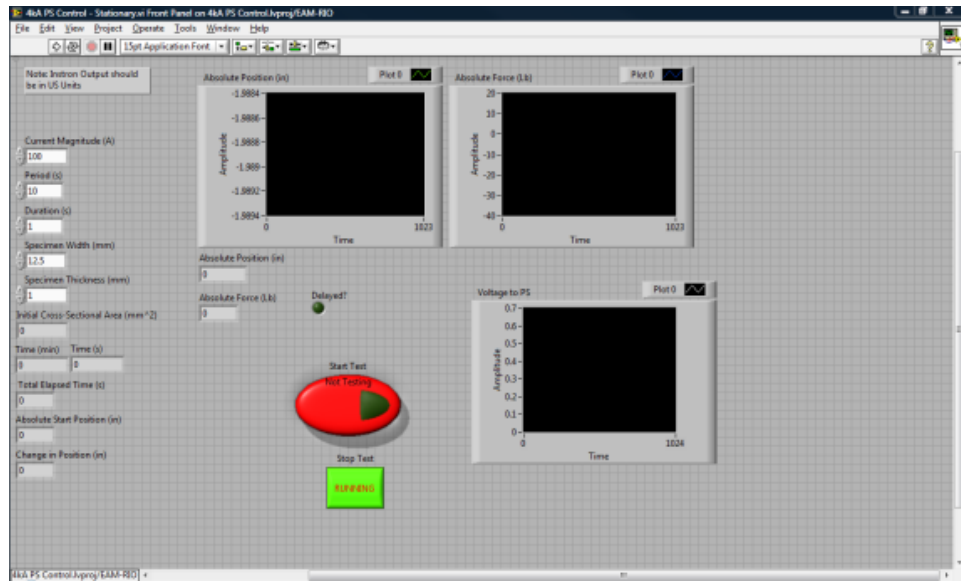 4kA PS Control - Stationary.vi Front Panel on 4kA PS Control.lvproj/EAM-RIO
File Edit View Project Operate Tools Window Help
15pt Application Font
Note: Instron Output should
be in US Units
Current Magnitude (A)
100
Period (s)
10
Duration (s)
1
Specimen Width (mm)
12.5
Specimen Thickness (mm)
1
Initial Cross-Sectional Area (mm^2)
0
Time (min) Time (s)
0 0
Total Elapsed Time (s)
0
Absolute Start Position (in)
0
Change in Position (in)
0
Absolute Position (in) Plot 0
Amplitude
-1.9884
-1.9886
-1.9888
-1.989
-1.9892
-1.9894
0 1023
Time
Absolute Force (Lb) Plot 0
Amplitude
20
10
0
-10
-20
-30
-40
0 1023
Time
Absolute Position (in)
0
Absolute Force (Lb)
0
Delayed?
Start Test
Not Testing
Stop Test
RUNNING
Voltage to PS Plot 0
Amplitude
0.7
0.6
0.5
0.4
0.3
0.2
0.1
0
0 1024
Time
4kA PS Control.lvproj/EAM-RIO